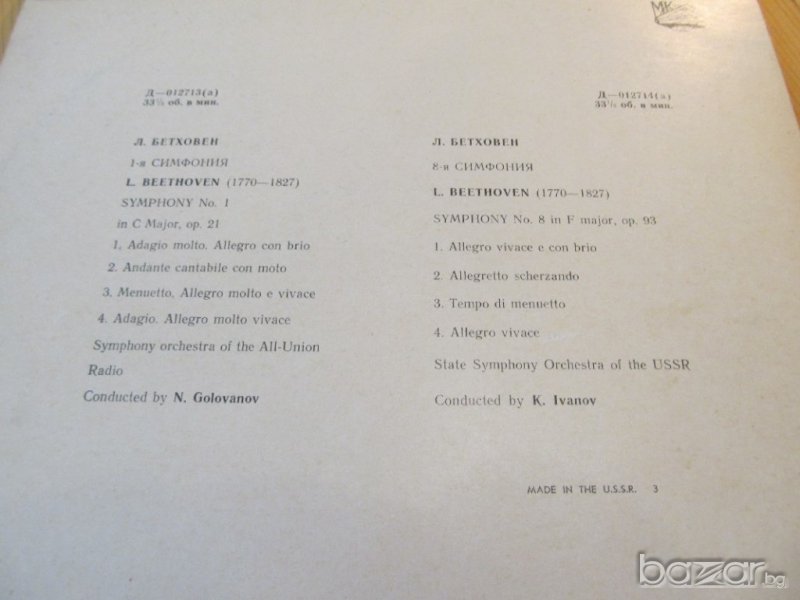 МК
Д—012713(а)
33⅓ об. в мин.
Л. БЕТХОВЕН
1-я СИМФОНИЯ
L. BEETHOVEN (1770—1827)
SYMPHONY No. 1
in C Major, op. 21
1. Adagio molto. Allegro con brio
2. Andante cantabile con moto
3. Menuetto. Allegro molto e vivace
4. Adagio. Allegro molto vivace
Symphony orchestra of the All-Union
Radio
Conducted by N. Golovanov
Д—012714(а)
33⅓ об. в мин.
Л. БЕТХОВЕН
8-я СИМФОНИЯ
L. BEETHOVEN (1770—1827)
SYMPHONY No. 8 in F major, op. 93
1. Allegro vivace e con brio
2. Allegretto scherzando
3. Tempo di menuetto
4. Allegro vivace
State Symphony Orchestra of the USSR
Conducted by K. Ivanov
MADE IN THE U.S.S.R. 3
bazar.bg